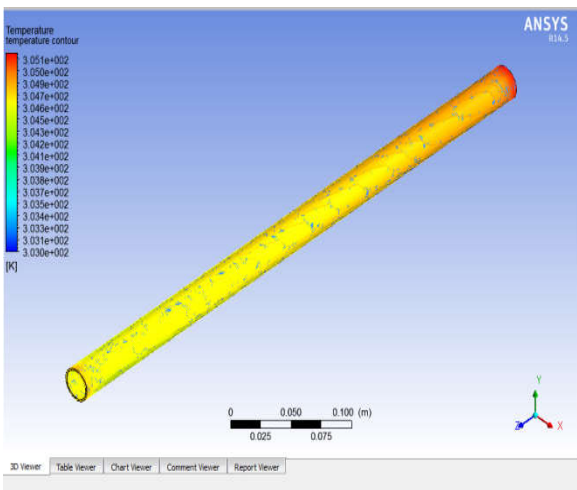 Temperature
temperature contour
ANSYS
R14.5
3.051e+002
3.050e+002
3.049e+002
3.047e+002
3.046e+002
3.045e+002
3.043e+002
3.042e+002
3.041e+002
3.039e+002
3.038e+002
3.037e+002
3.035e+002
3.034e+002
3.033e+002
3.031e+002
3.030e+002
[K]
0 0.050 0.100 (m)
0.025 0.075
Y
Z X
3D Viewer Table Viewer Chart Viewer Comment Viewer Report Viewer